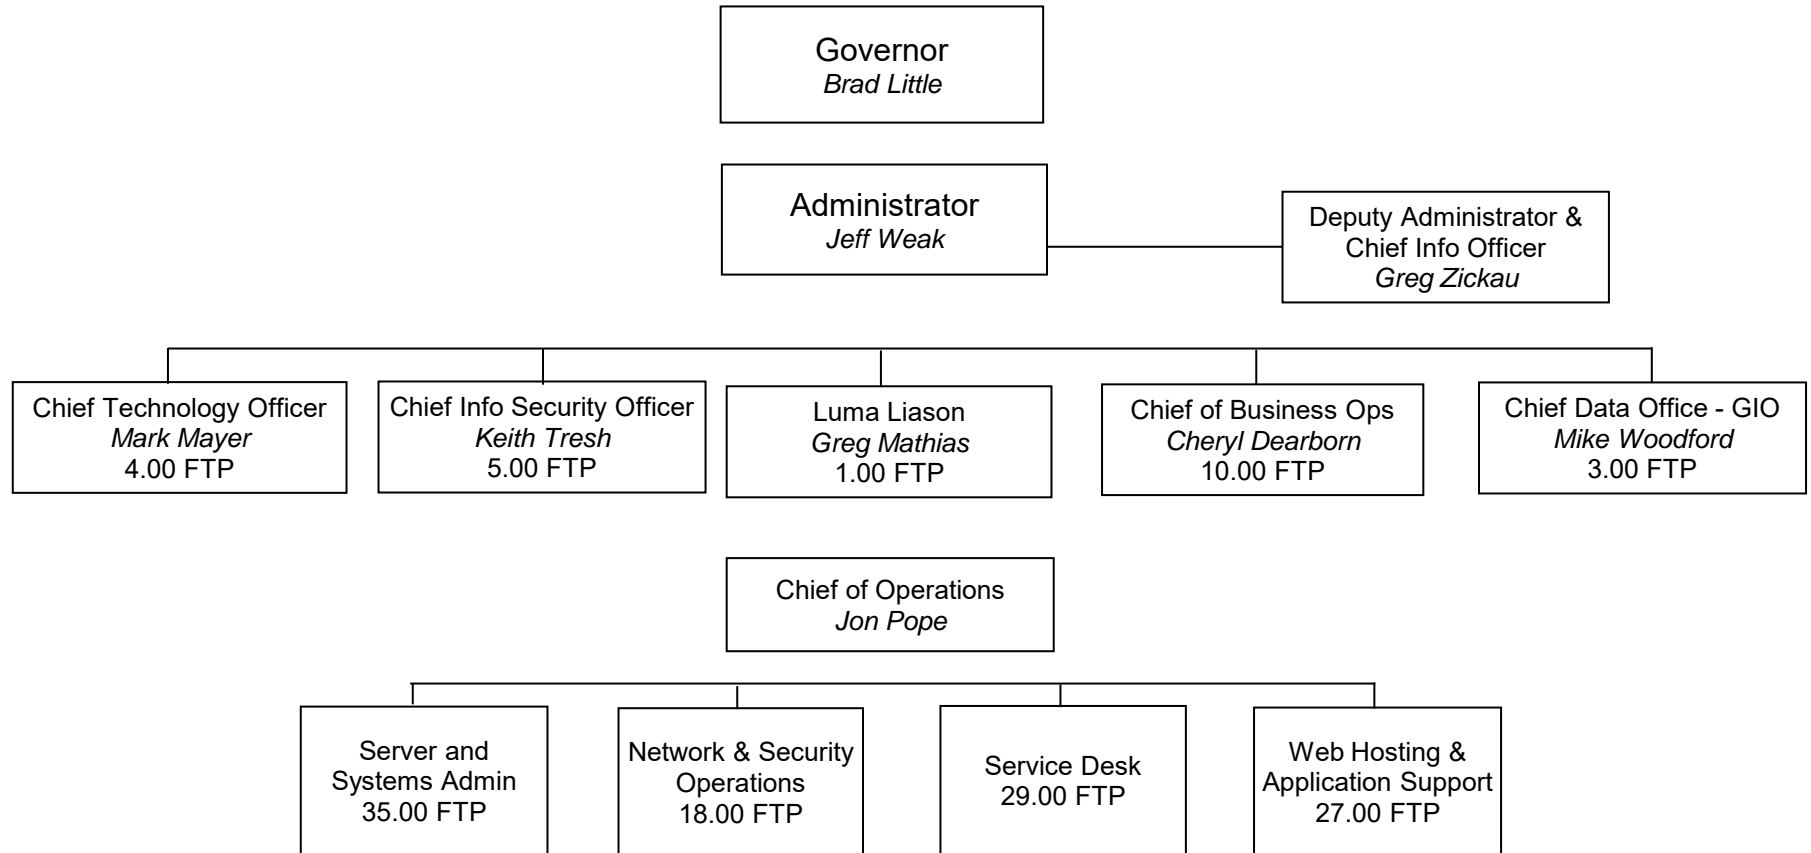 Governor
Brad Little
Administrator
Jeff Weak
Deputy Administrator &
Chief Info Officer
Greg Zickau
Chief Technology Officer
Mark Mayer
4.00 FTP
Chief Info Security Officer
Keith Tresh
5.00 FTP
Luma Liason
Greg Mathias
1.00 FTP
Chief of Business Ops
Cheryl Dearborn
10.00 FTP
Chief Data Office - GIO
Mike Woodford
3.00 FTP
Chief of Operations
Jon Pope
Server and
Systems Admin
35.00 FTP
Network & Security
Operations
18.00 FTP
Service Desk
29.00 FTP
Web Hosting &
Application Support
27.00 FTP